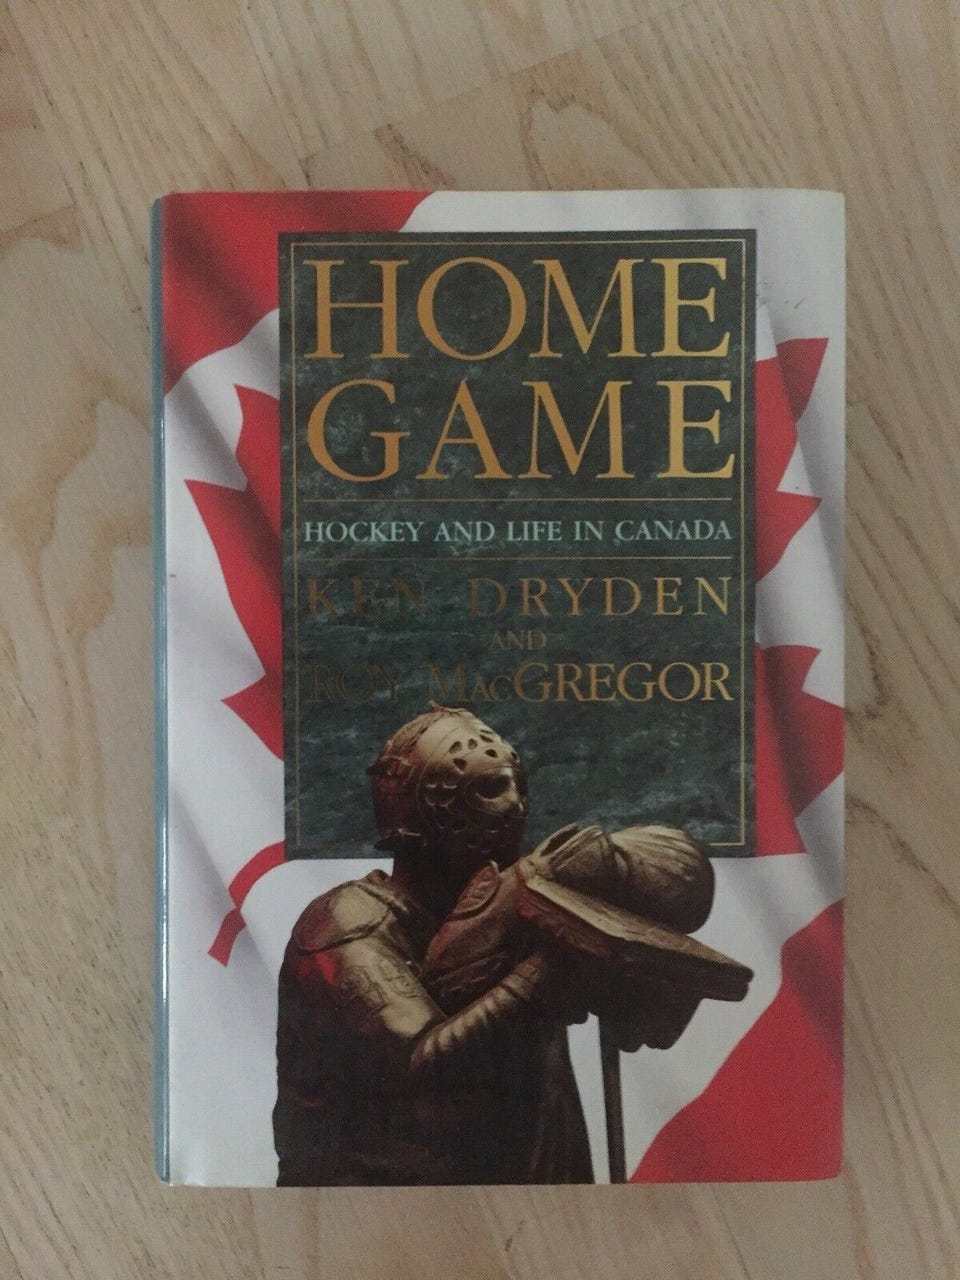 HOME
GAME
HOCKEY AND LIFE IN CANADA
KEN DRYDEN
AND
ROY MACGREGOR